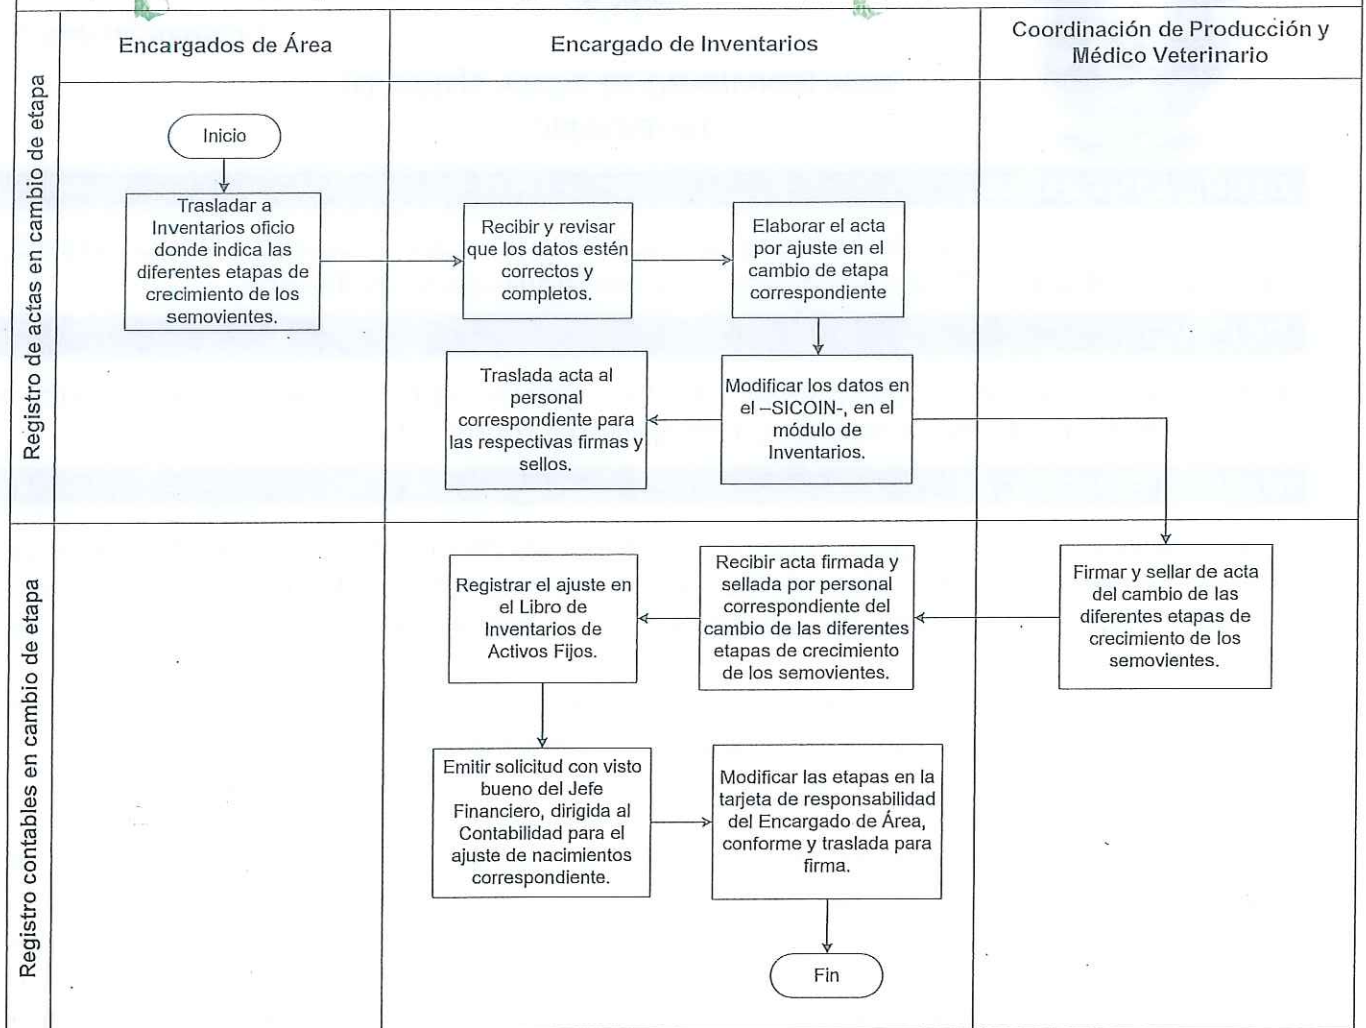 Encargados de Área
Encargado de Inventarios
Coordinación de Producción y
Médico Veterinario
Registro de actas en cambio de etapa
Inicio
Trasladar a
Inventarios oficio
donde indica las
diferentes etapas de
crecimiento de los
semovientes.
Recibir y revisar
que los datos estén
correctos y
completos.
Elaborar el acta
por ajuste en el
cambio de etapa
correspondiente
Traslada acta al
personal
correspondiente para
las respectivas firmas y
sellos.
Modificar los datos en
el –SICOIN-, en el
módulo de
Inventarios.
Registro contables en cambio de etapa
Registrar el ajuste en
el Libro de
Inventarios de
Activos Fijos.
Recibir acta firmada y
sellada por personal
correspondiente del
cambio de las diferentes
etapas de crecimiento
de los semovientes.
Firmar y sellar de acta
del cambio de las
diferentes etapas de
crecimiento de los
semovientes.
Emitir solicitud con visto
bueno del Jefe
Financiero, dirigida al
Contabilidad para el
ajuste de nacimientos
correspondiente.
Modificar las etapas en la
tarjeta de responsabilidad
del Encargado de Área,
conforme y traslada para
firma.
Fin